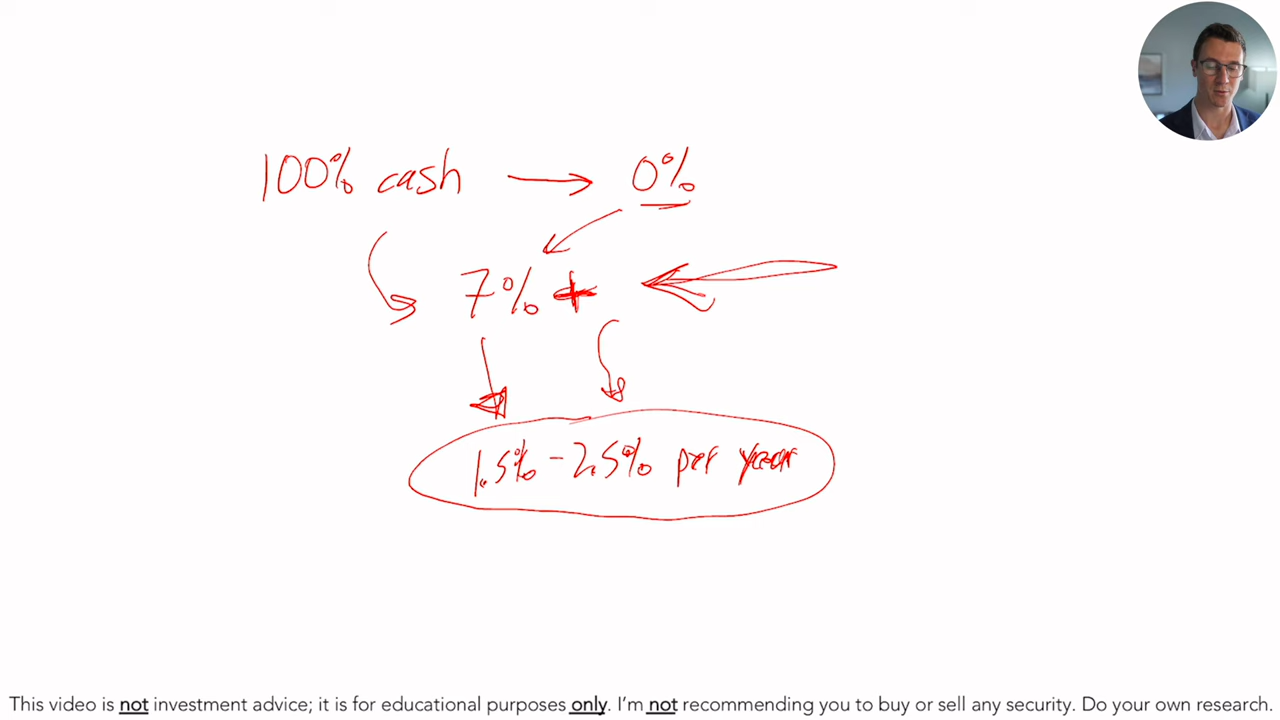 100% cash → 0%
7% +
1.5% - 2.5% per year
This video is not investment advice; it is for educational purposes only. I'm not recommending you to buy or sell any security. Do your own research.